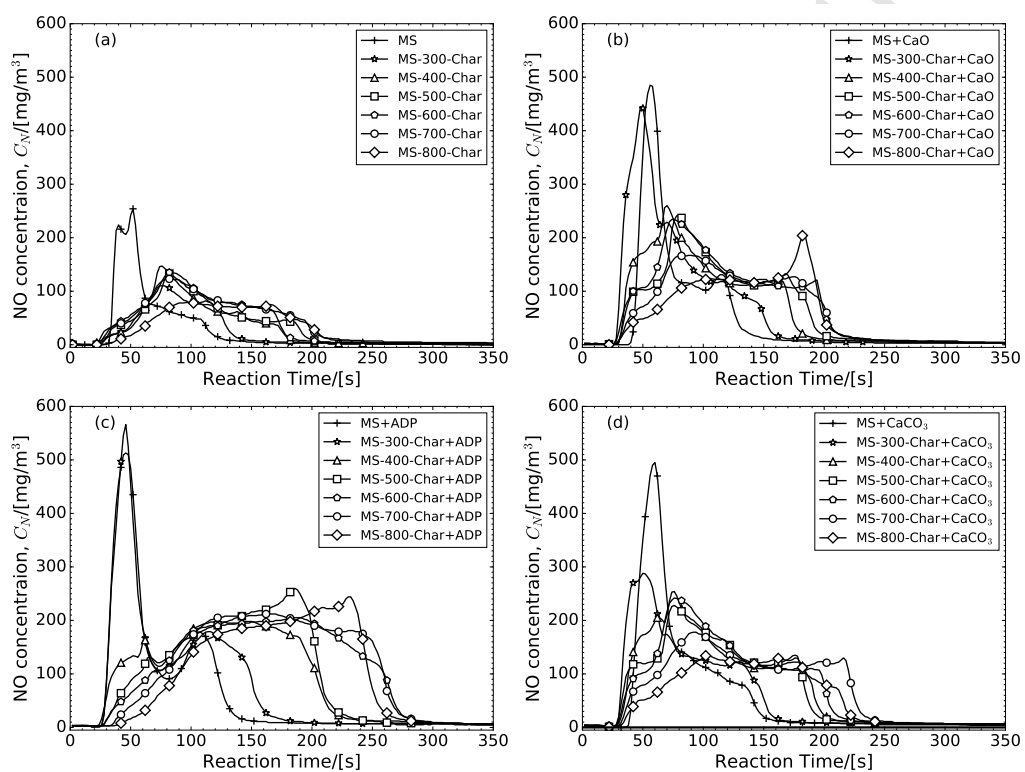 (a)
MS
MS-300-Char
MS-400-Char
MS-500-Char
MS-600-Char
MS-700-Char
MS-800-Char
600
500
400
300
200
100
0
NO concentraion, C_N/[mg/m³]
0 50 100 150 200 250 300 350
Reaction Time/[s]
(b)
MS+CaO
MS-300-Char+CaO
MS-400-Char+CaO
MS-500-Char+CaO
MS-600-Char+CaO
MS-700-Char+CaO
MS-800-Char+CaO
600
500
400
300
200
100
0
NO concentraion, C_N/[mg/m³]
0 50 100 150 200 250 300 350
Reaction Time/[s]
(c)
MS+ADP
MS-300-Char+ADP
MS-400-Char+ADP
MS-500-Char+ADP
MS-600-Char+ADP
MS-700-Char+ADP
MS-800-Char+ADP
600
500
400
300
200
100
0
NO concentraion, C_N/[mg/m³]
0 50 100 150 200 250 300 350
Reaction Time/[s]
(d)
MS+CaCO₃
MS-300-Char+CaCO₃
MS-400-Char+CaCO₃
MS-500-Char+CaCO₃
MS-600-Char+CaCO₃
MS-700-Char+CaCO₃
MS-800-Char+CaCO₃
600
500
400
300
200
100
0
NO concentraion, C_N/[mg/m³]
0 50 100 150 200 250 300 350
Reaction Time/[s]